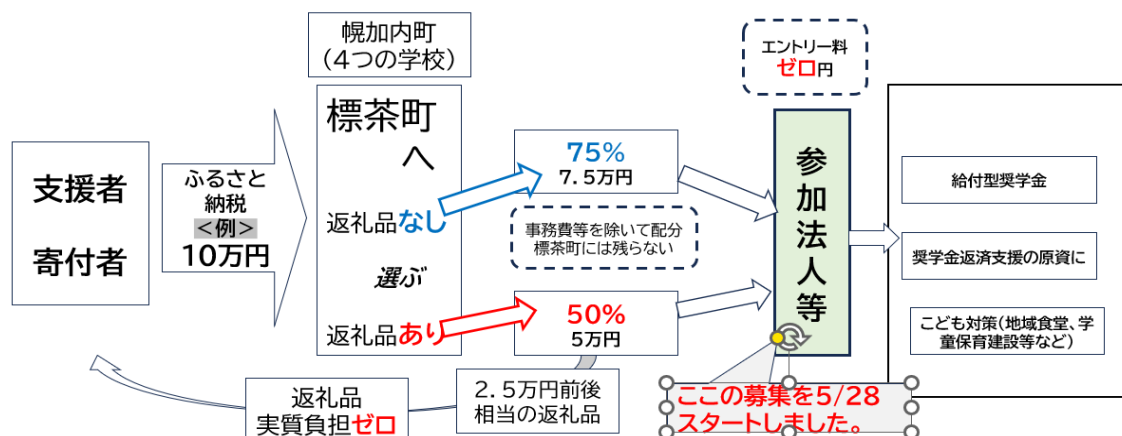 幌加内町
（4つの学校）
エントリー料
ゼロ円
支援者
寄付者
ふるさと
納税
＜例＞
10万円
標茶町
へ
返礼品なし
選ぶ
返礼品あり
75%
7.5万円
事務費等を除いて配分
標茶町には残らない
50%
5万円
参加法人等
給付型奨学金
奨学金返済支援の原資に
こども対策（地域食堂、学
童保育建設等など）
返礼品
実質負担ゼロ
2.5万円前後
相当の返礼品
ここの募集を5/28
スタートしました。